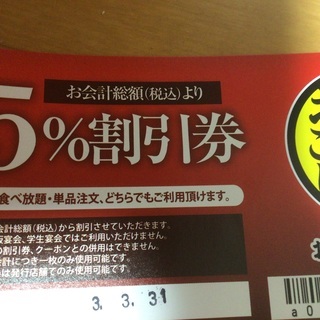 お会計総額(税込)より
5%割引券
食べ放題・単品注文、どちらでもご利用頂けます。
会計総額(税込)から割引させていただきます。
宴会、学生宴会ではご利用いただけません。
の割引券、クーポンとの併用はできません。
会計につき一枚のみ使用可能です。
は発行店舗でのみ使用可能です。
3. 3. 31